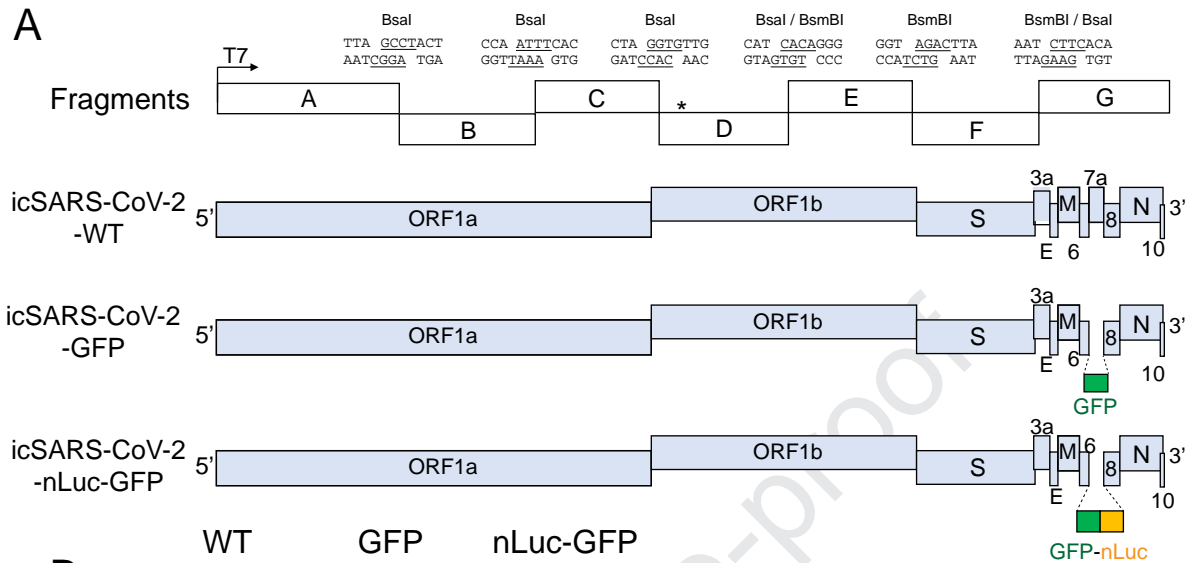 A
BsaI BsaI BsaI BsaI / BsmBI BsmBI BsmBI / BsaI
TTA GCCTACT CCA ATTTCAC CTA GGTGTTG CAT CACAGGG GGT AGACTTA AAT CTTCACA
AATCGGA TGA GGTTAAA GTG GATCCAC AAC GTAGTGT CCC CCATCTG AAT TTAGAAG TGT
T7
Fragments A C * E G
B D F
icSARS-CoV-2
-WT
5’ ORF1a ORF1b S 3a M 7a 8 N 3’
E 6 10
icSARS-CoV-2
-GFP
5’ ORF1a ORF1b S 3a M 8 N 3’
E 6 10
GFP
icSARS-CoV-2
-nLuc-GFP
5’ ORF1a ORF1b S 3a M 6 8 N 3’
E 10
GFP-nLuc
WT GFP nLuc-GFP
e-proof